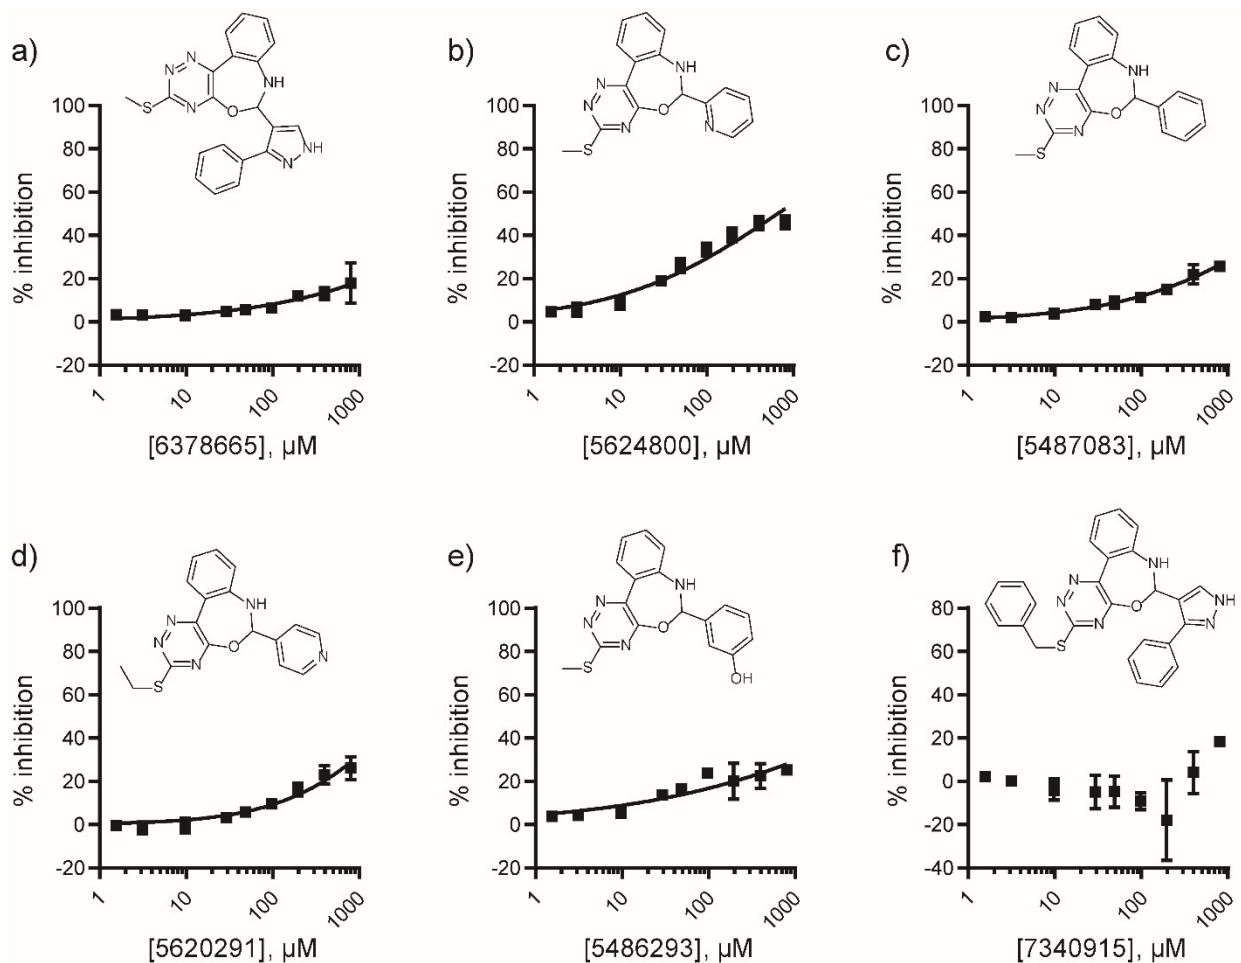 a)
N
N
N
S
O
NH
N
NH
% inhibition
100
80
60
40
20
0
-20
1
10
100
1000
[6378665], µM
b)
N
N
N
S
O
NH
N
% inhibition
100
80
60
40
20
0
-20
1
10
100
1000
[5624800], µM
c)
N
N
N
S
O
NH
% inhibition
100
80
60
40
20
0
-20
1
10
100
1000
[5487083], µM
d)
N
N
N
S
O
NH
N
% inhibition
100
80
60
40
20
0
-20
1
10
100
1000
[5620291], µM
e)
N
N
N
S
O
NH
OH
% inhibition
100
80
60
40
20
0
-20
1
10
100
1000
[5486293], µM
f)
N
N
N
S
O
NH
N
NH
% inhibition
80
60
40
20
0
-20
-40
1
10
100
1000
[7340915], µM